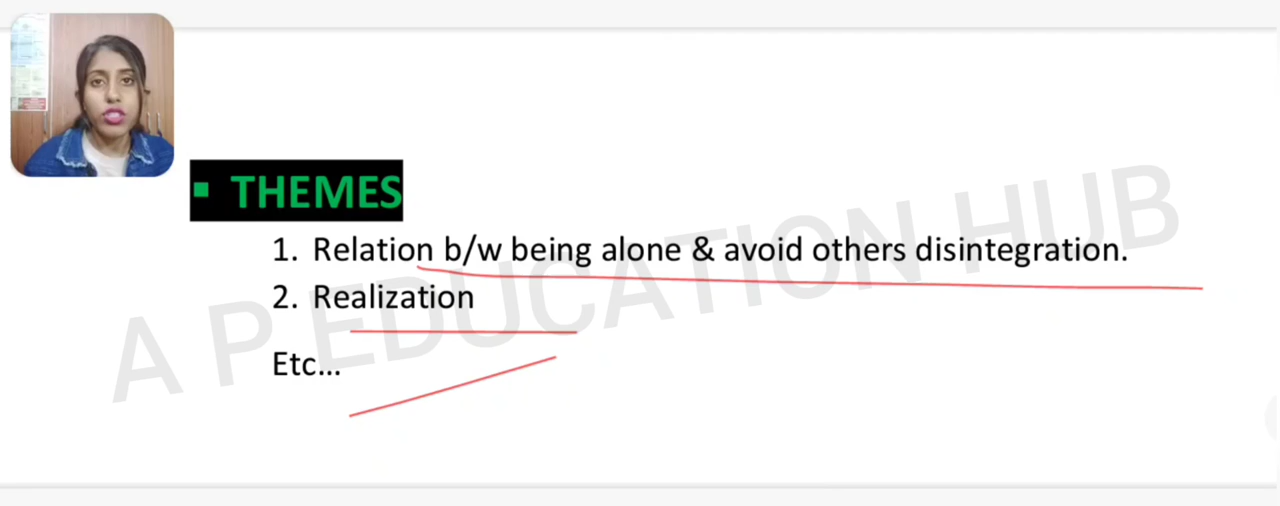 ▪ THEMES
1. Relation b/w being alone & avoid others disintegration.
2. Realization
Etc...
A P EDUCATION HUB